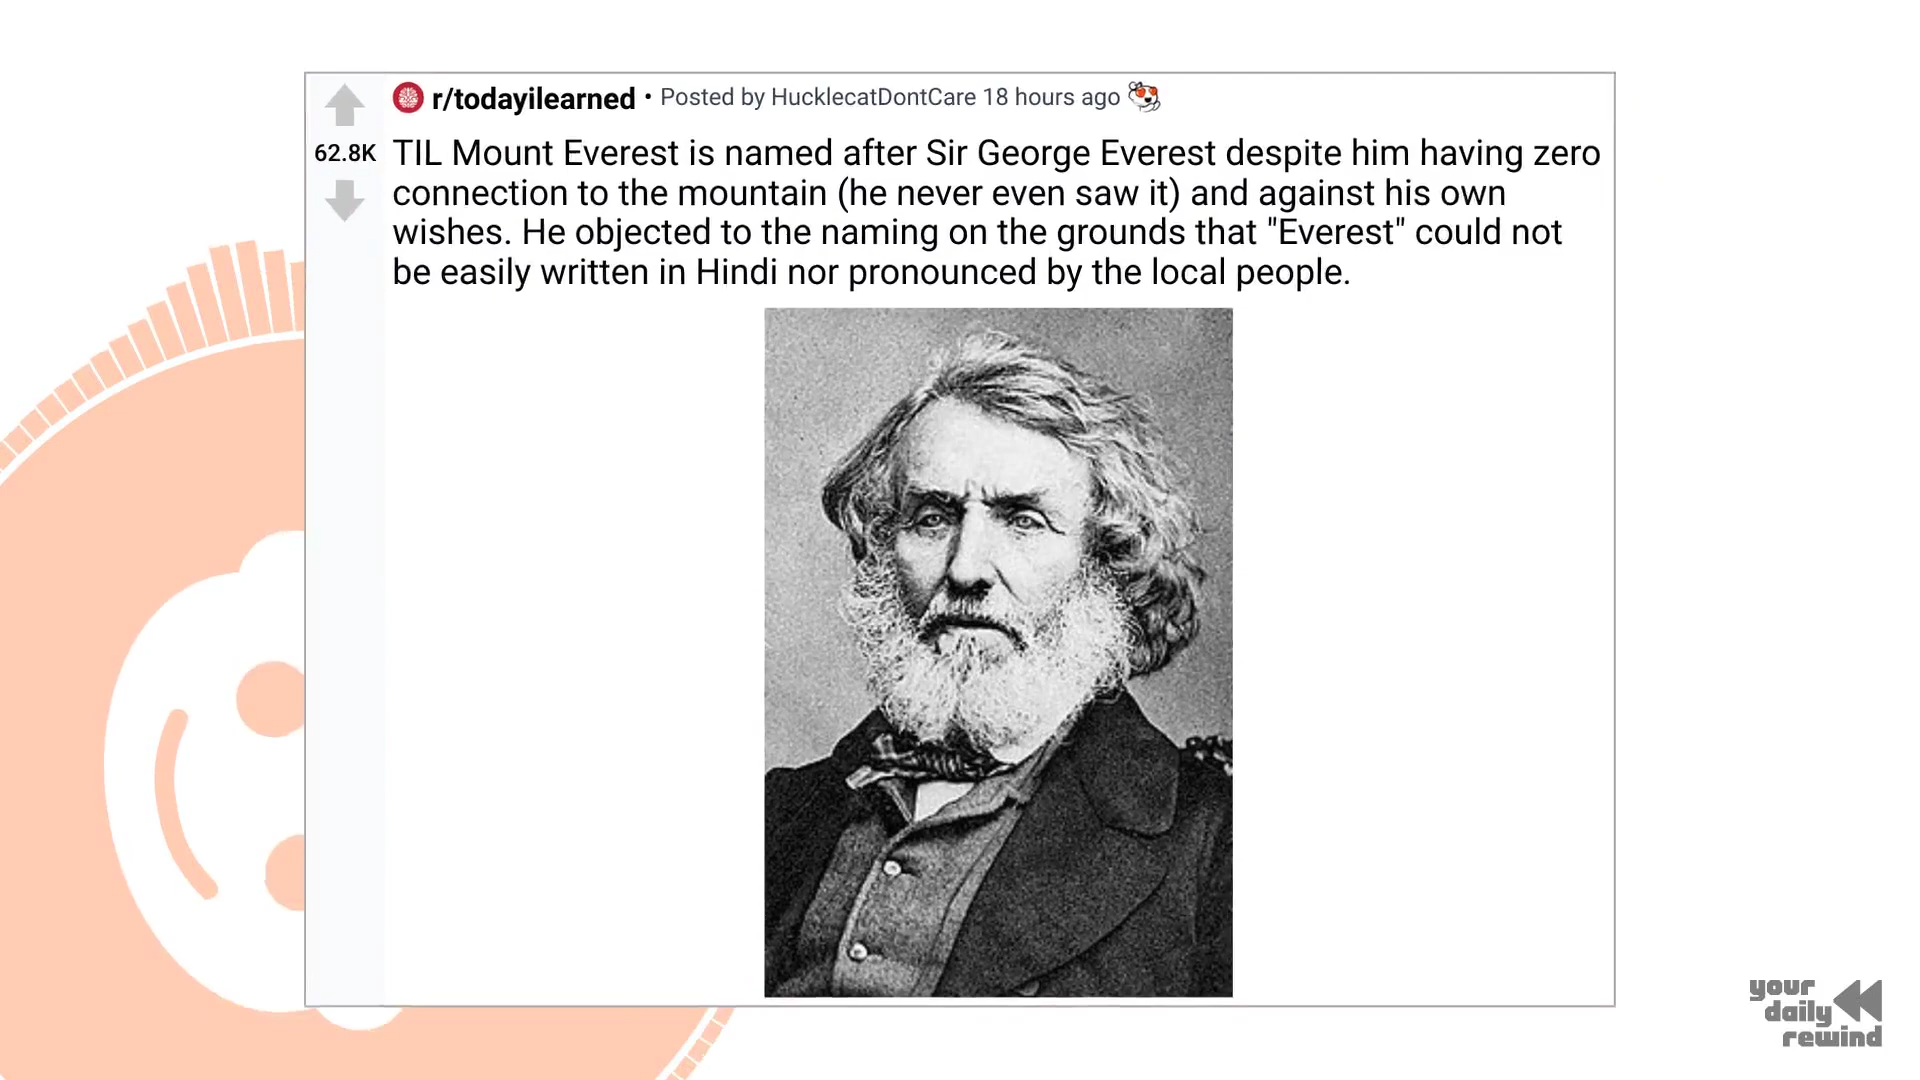 r/todayilearned • Posted by HucklecatDontCare 18 hours ago
62.8K
TIL Mount Everest is named after Sir George Everest despite him having zero
connection to the mountain (he never even saw it) and against his own
wishes. He objected to the naming on the grounds that "Everest" could not
be easily written in Hindi nor pronounced by the local people.
your
daily
rewind